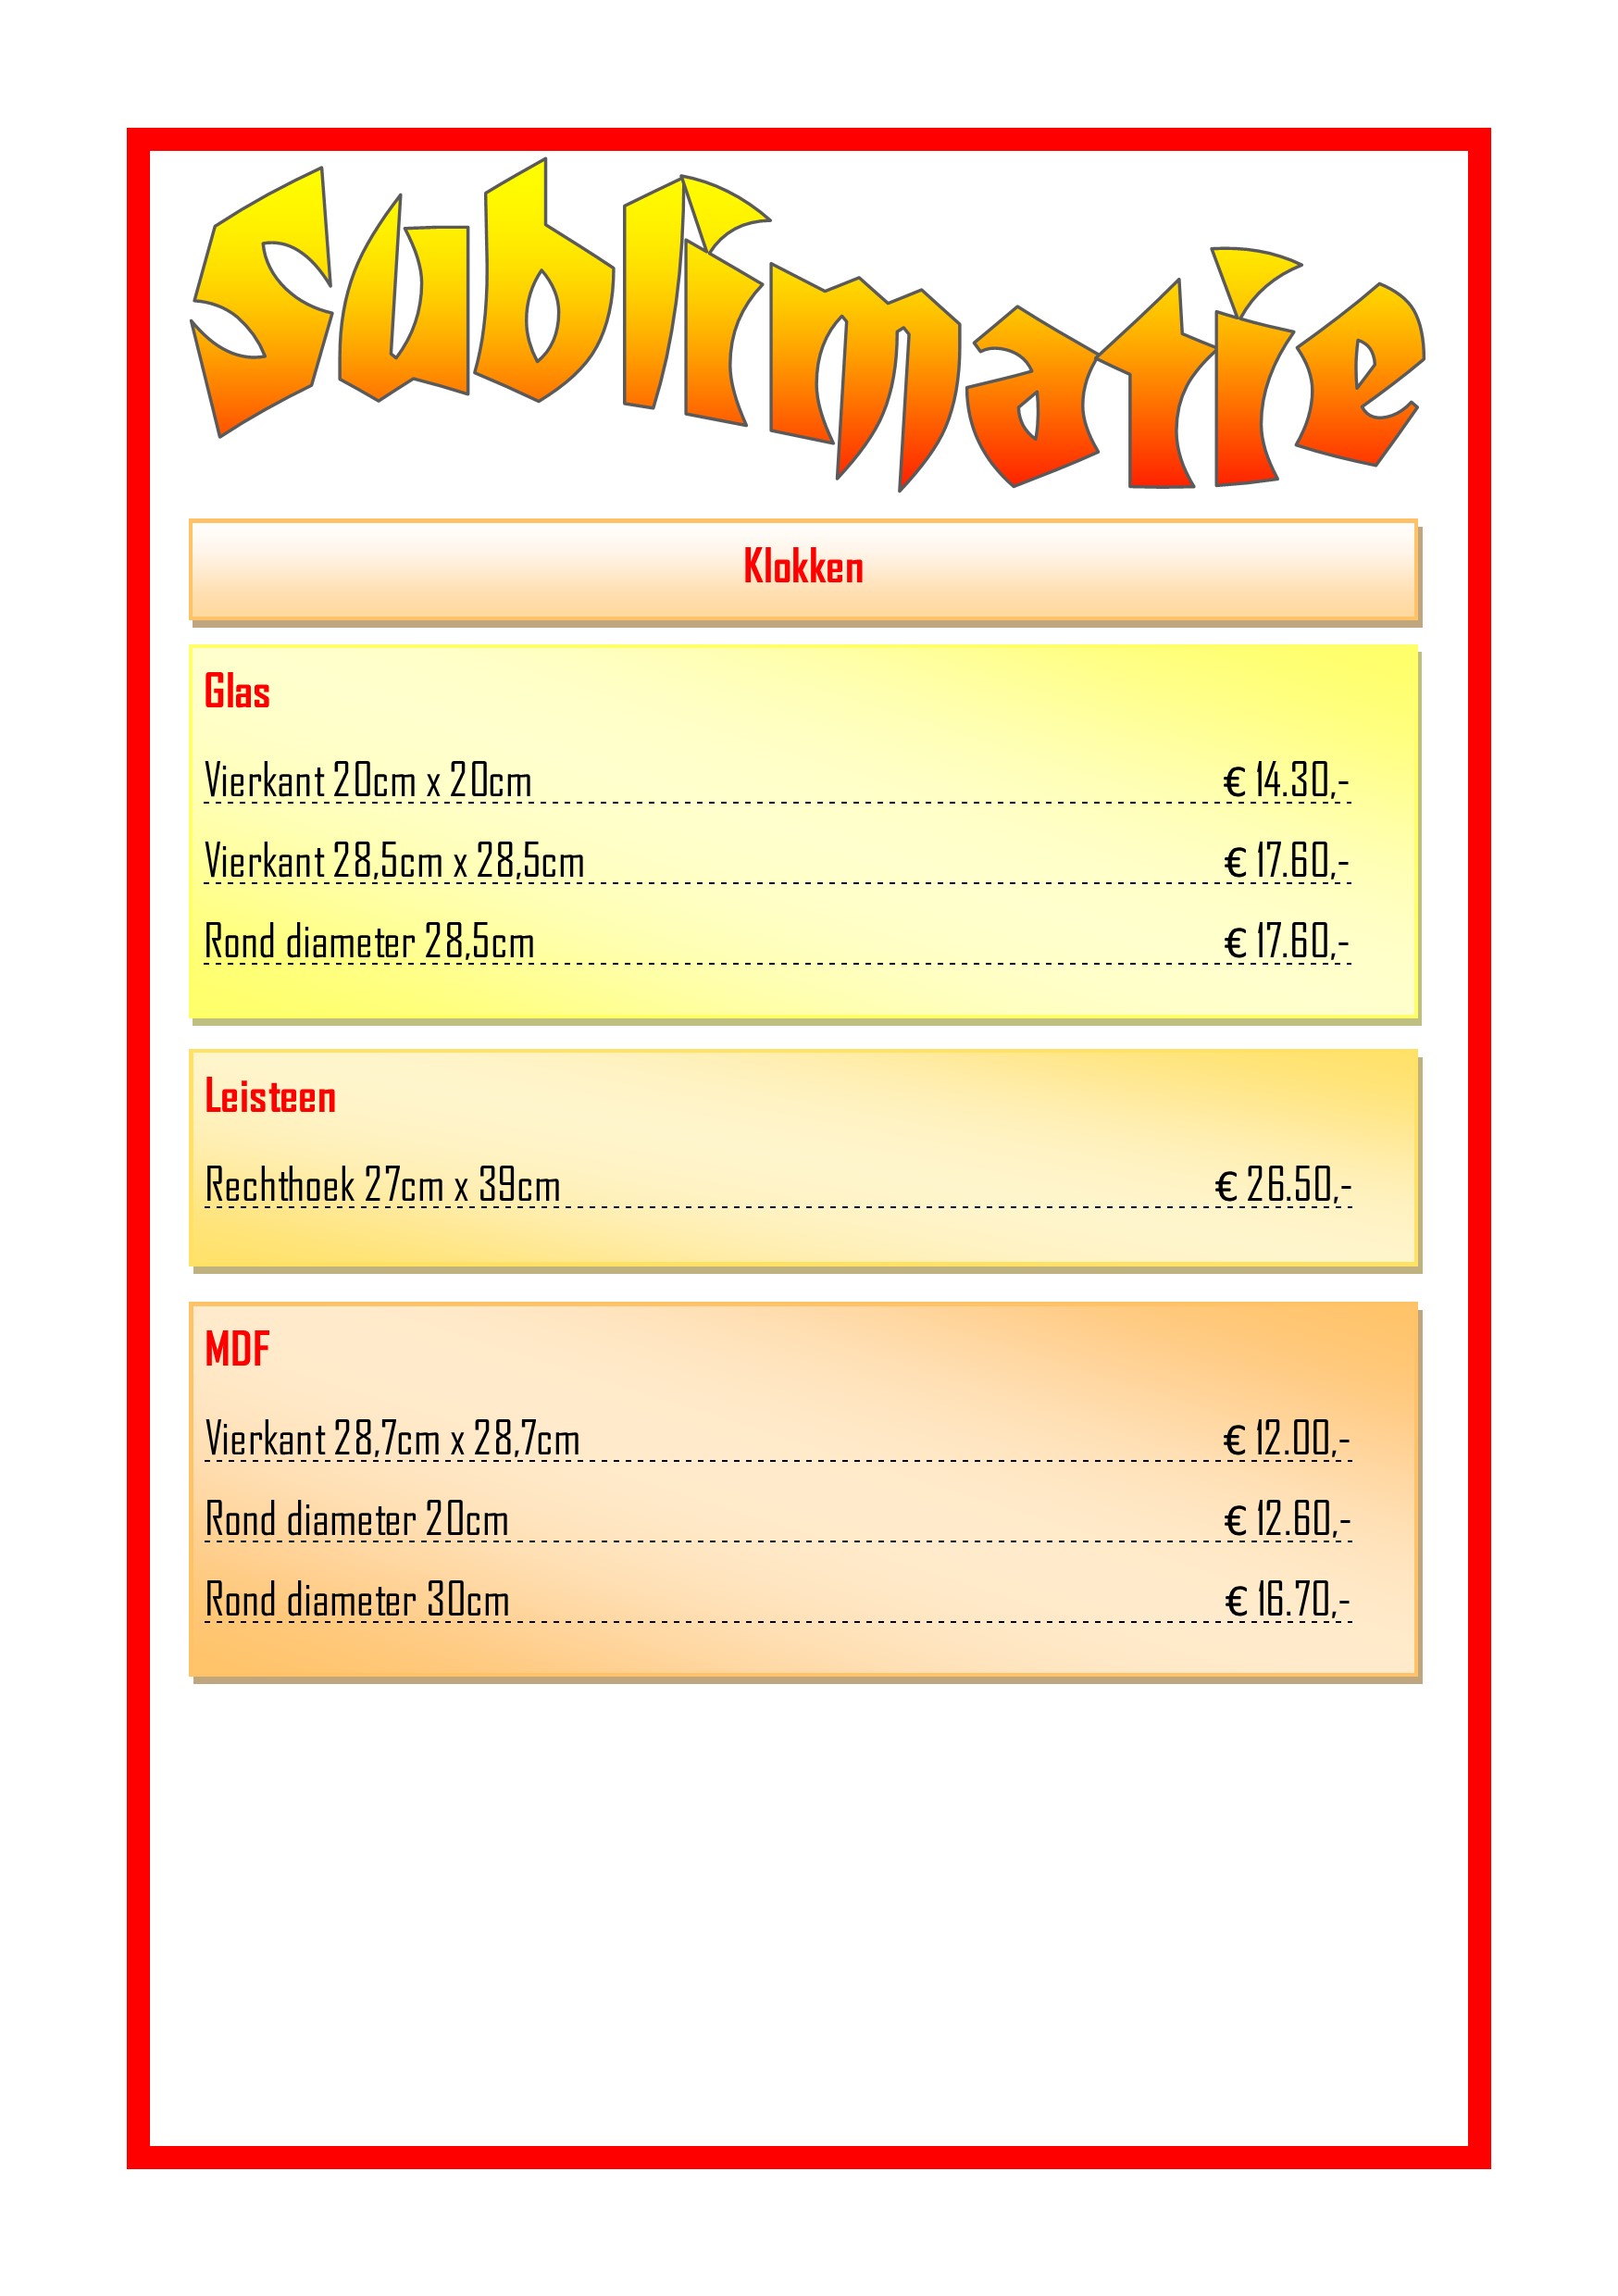 Sublimatie
Klokken
Glas
Vierkant 20cm x 20cm € 14.30,-
Vierkant 28,5cm x 28,5cm € 17.60,-
Rond diameter 28,5cm € 17.60,-
Leisteen
Rechthoek 27cm x 39cm € 26.50,-
MDF
Vierkant 28,7cm x 28,7cm € 12.00,-
Rond diameter 20cm € 12.60,-
Rond diameter 30cm € 16.70,-